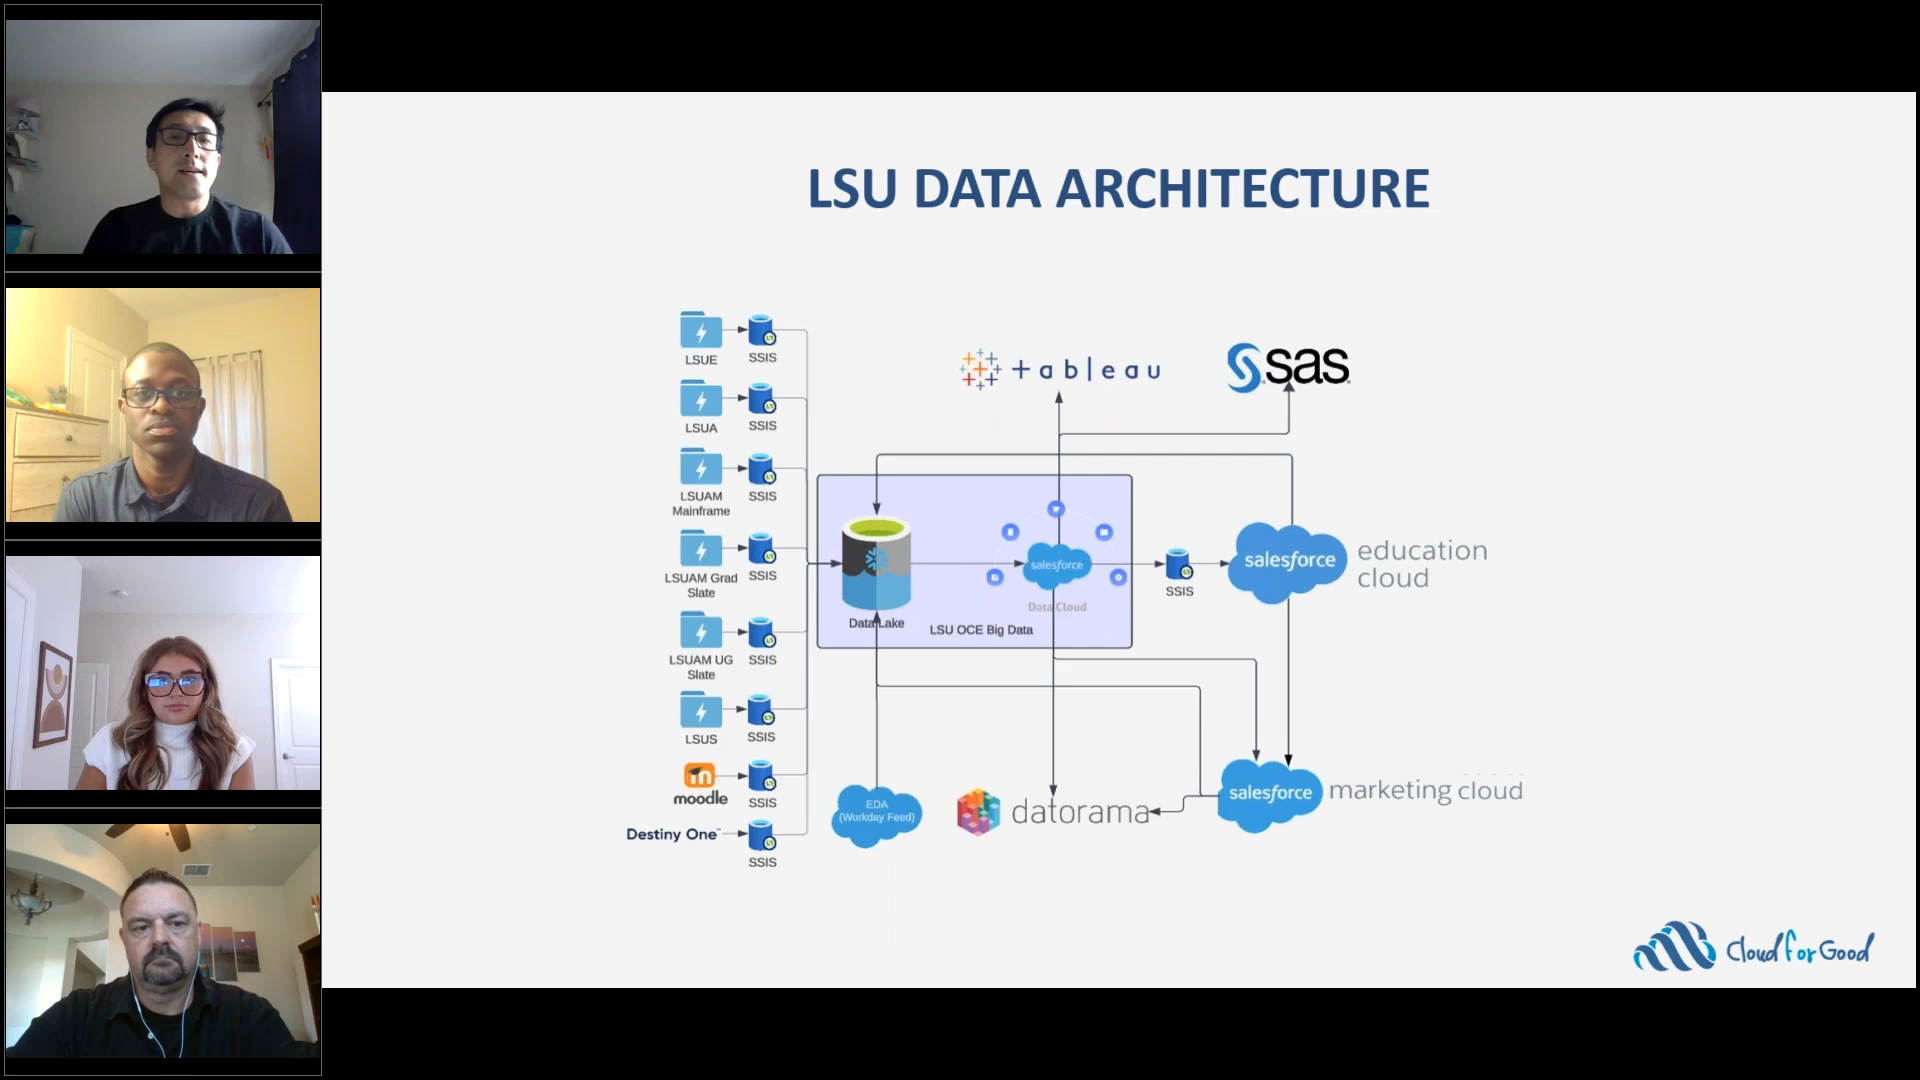 LSU DATA ARCHITECTURE
LSUE
SSIS
LSUA
SSIS
LSUAM
Mainframe
SSIS
LSUAM Grad
Slate
SSIS
LSUAM UG
Slate
SSIS
LSUS
SSIS
moodle
SSIS
Destiny One™
SSIS
+ableau
sas
Data Lake
salesforce
Data Cloud
LSU OCE Big Data
SSIS
salesforce
education
cloud
EDA
(Workday Feed)
datorama
salesforce
marketing cloud
Cloud for Good